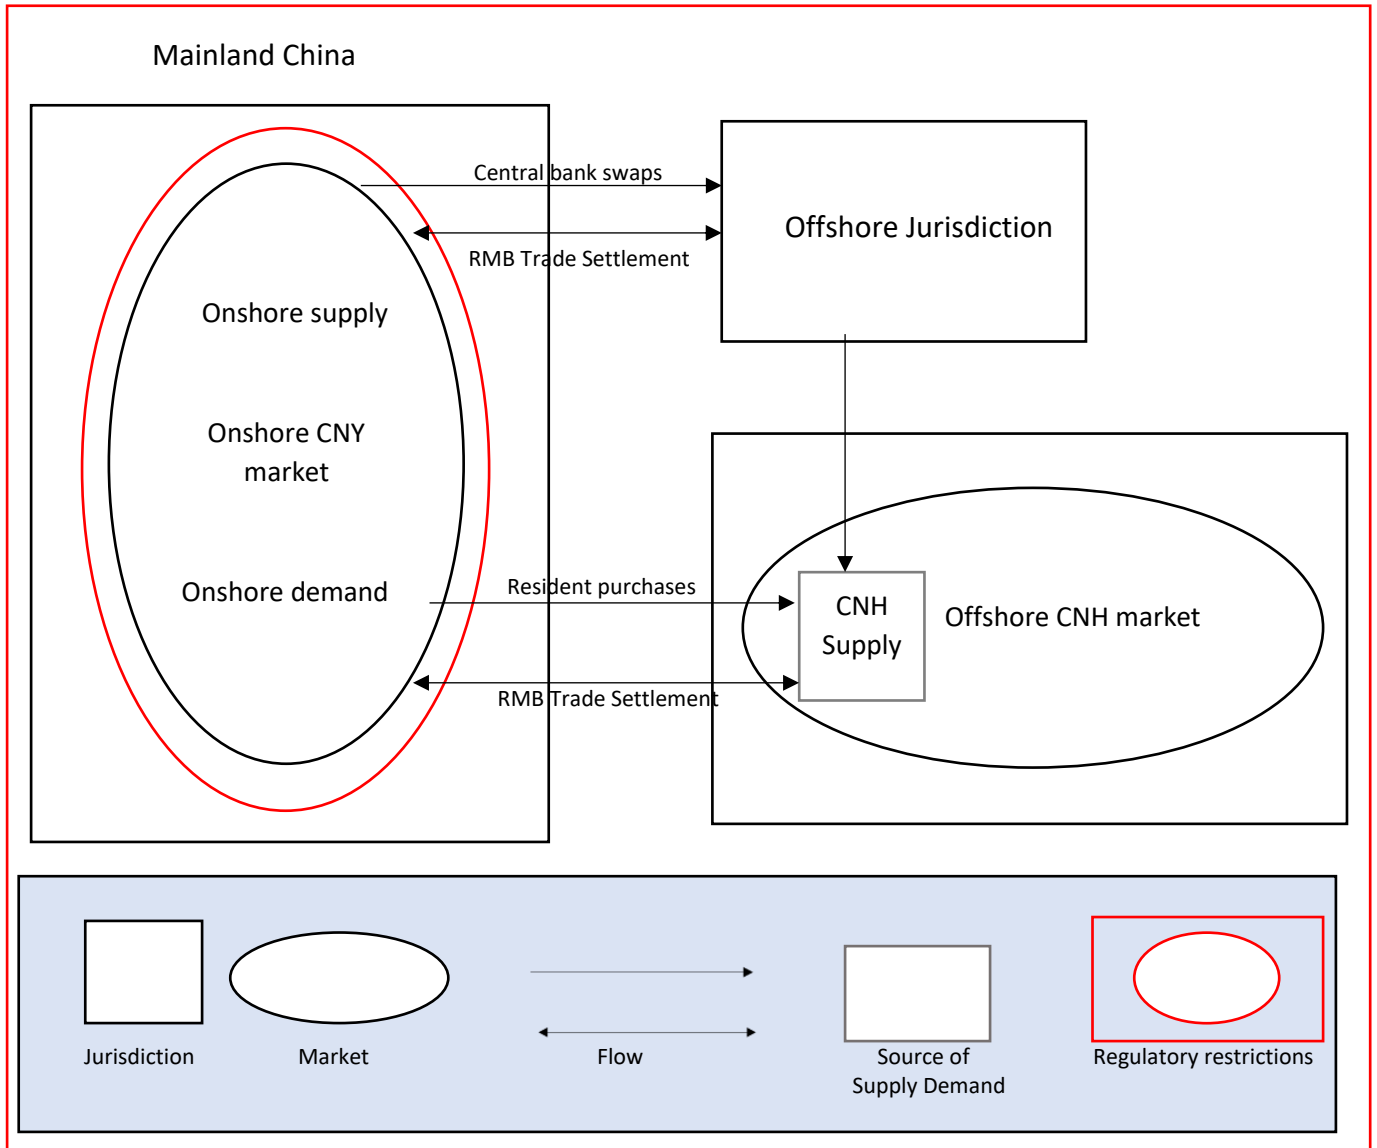 Mainland China
Central bank swaps
RMB Trade Settlement
Offshore Jurisdiction
Onshore supply
Onshore CNY
market
Onshore demand
Resident purchases
RMB Trade Settlement
CNH
Supply
Offshore CNH market
Jurisdiction
Market
Flow
Source of
Supply Demand
Regulatory restrictions